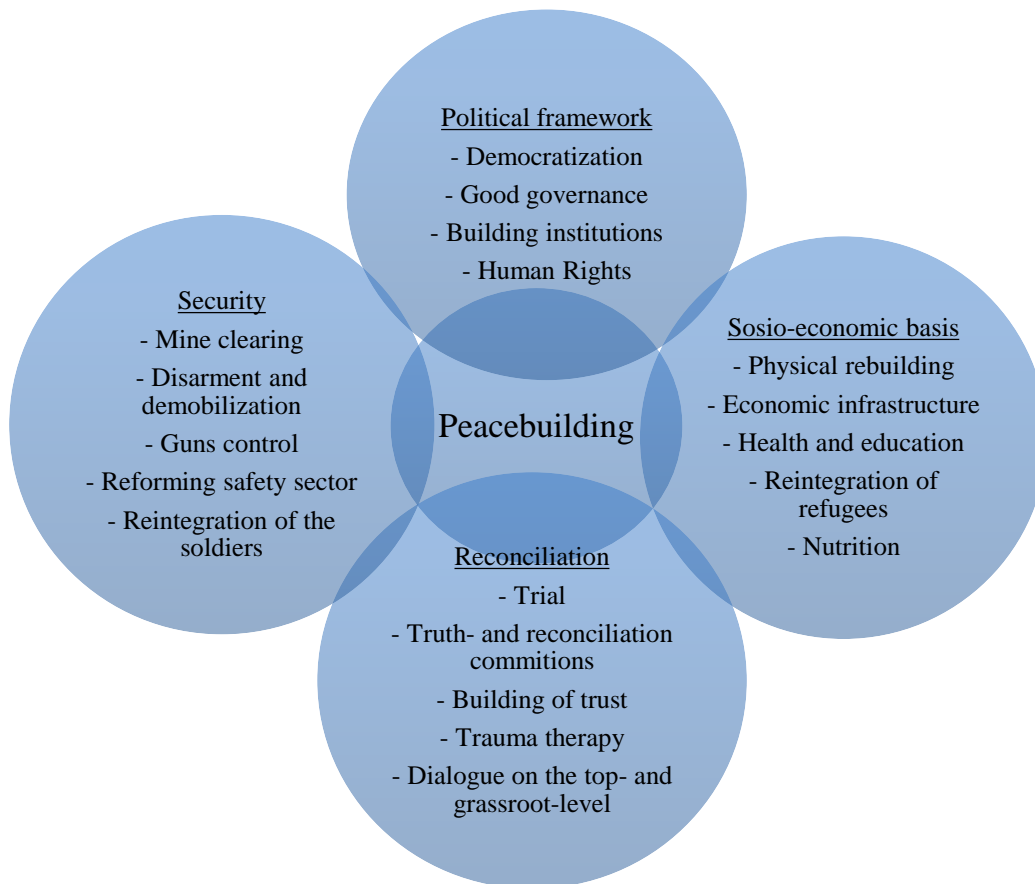 Political framework
- Democratization
- Good governance
- Building institutions
- Human Rights
Security
- Mine clearing
- Disarment and
demobilization
- Guns control
- Reforming safety sector
- Reintegration of the
soldiers
Peacebuilding
Sosio-economic basis
- Physical rebuilding
- Economic infrastructure
- Health and education
- Reintegration of
refugees
- Nutrition
Reconciliation
- Trial
- Truth- and reconciliation
commitions
- Building of trust
- Trauma therapy
- Dialogue on the top- and
grassroot-level